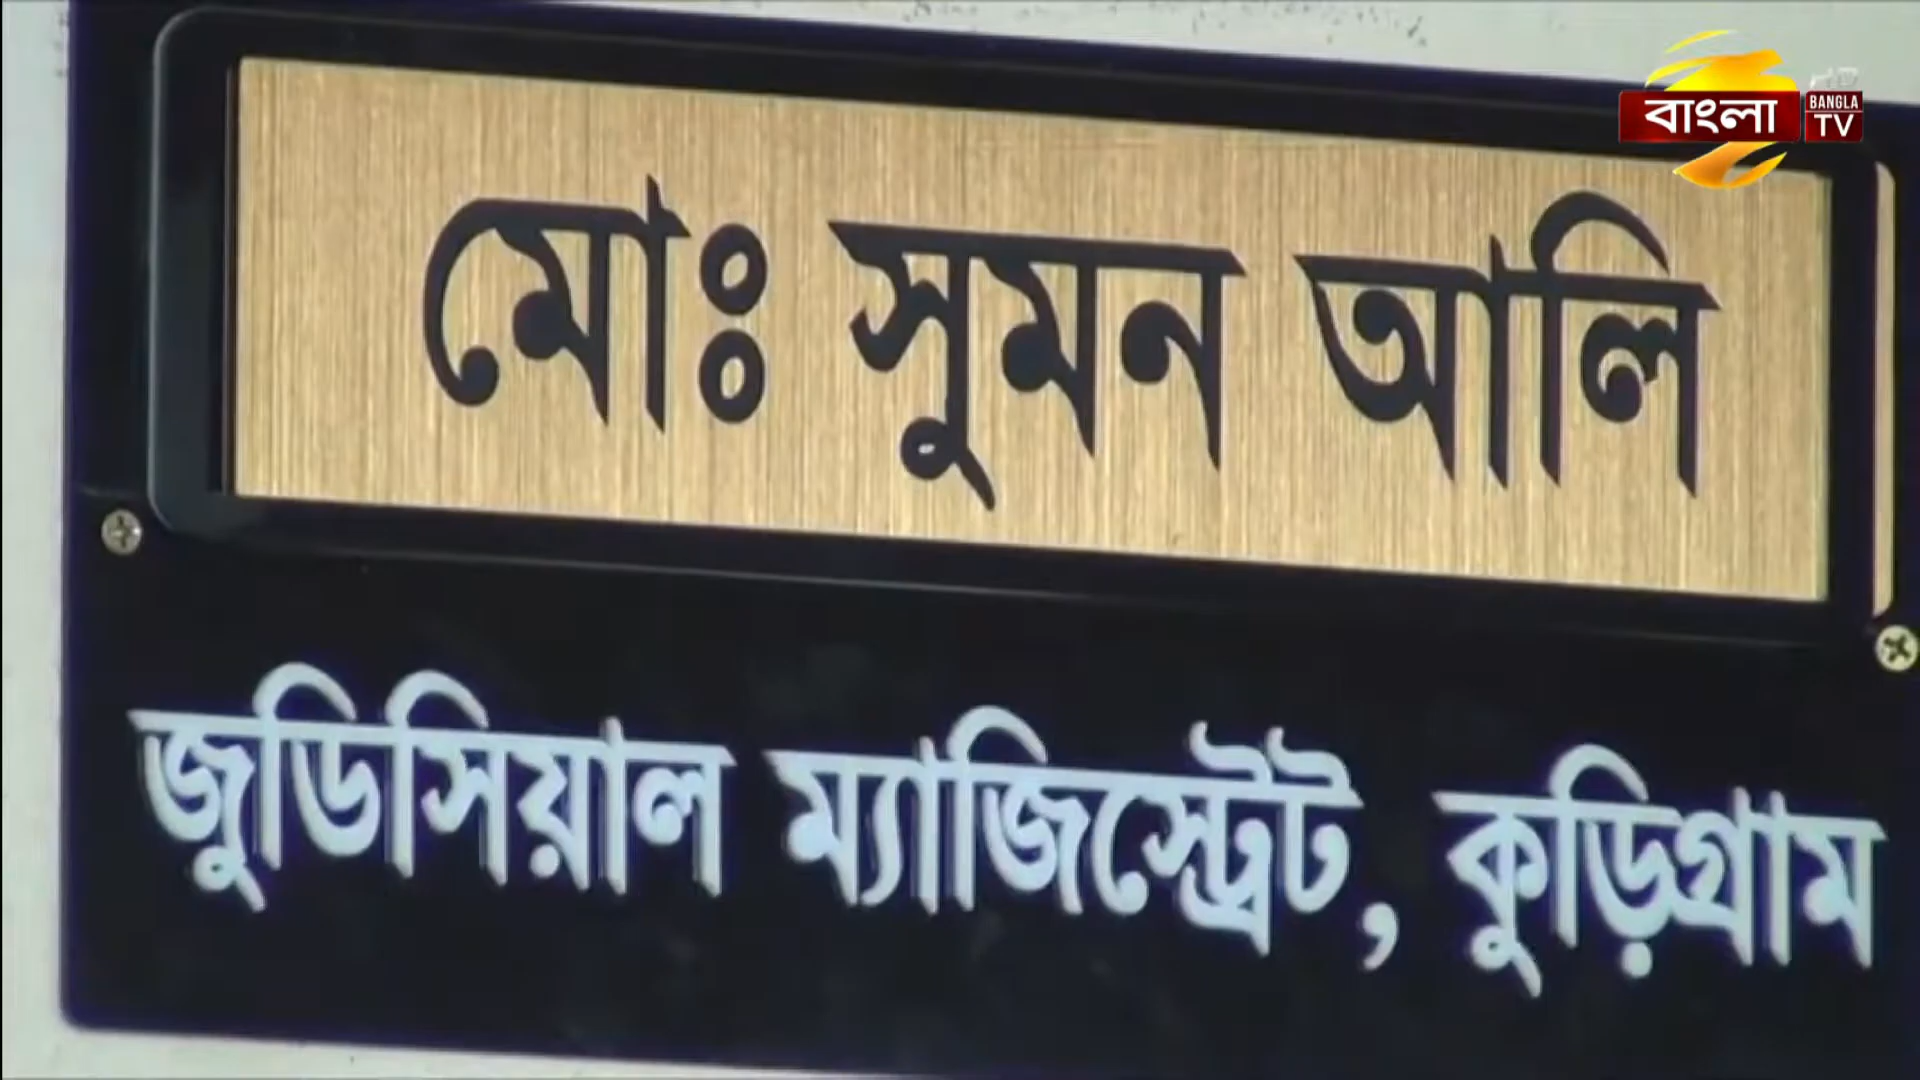 বাংলা BANGLA
TV
মোঃ সুমন আলি
জুডিসিয়াল ম্যাজিস্ট্রেট, কুড়িগ্রাম